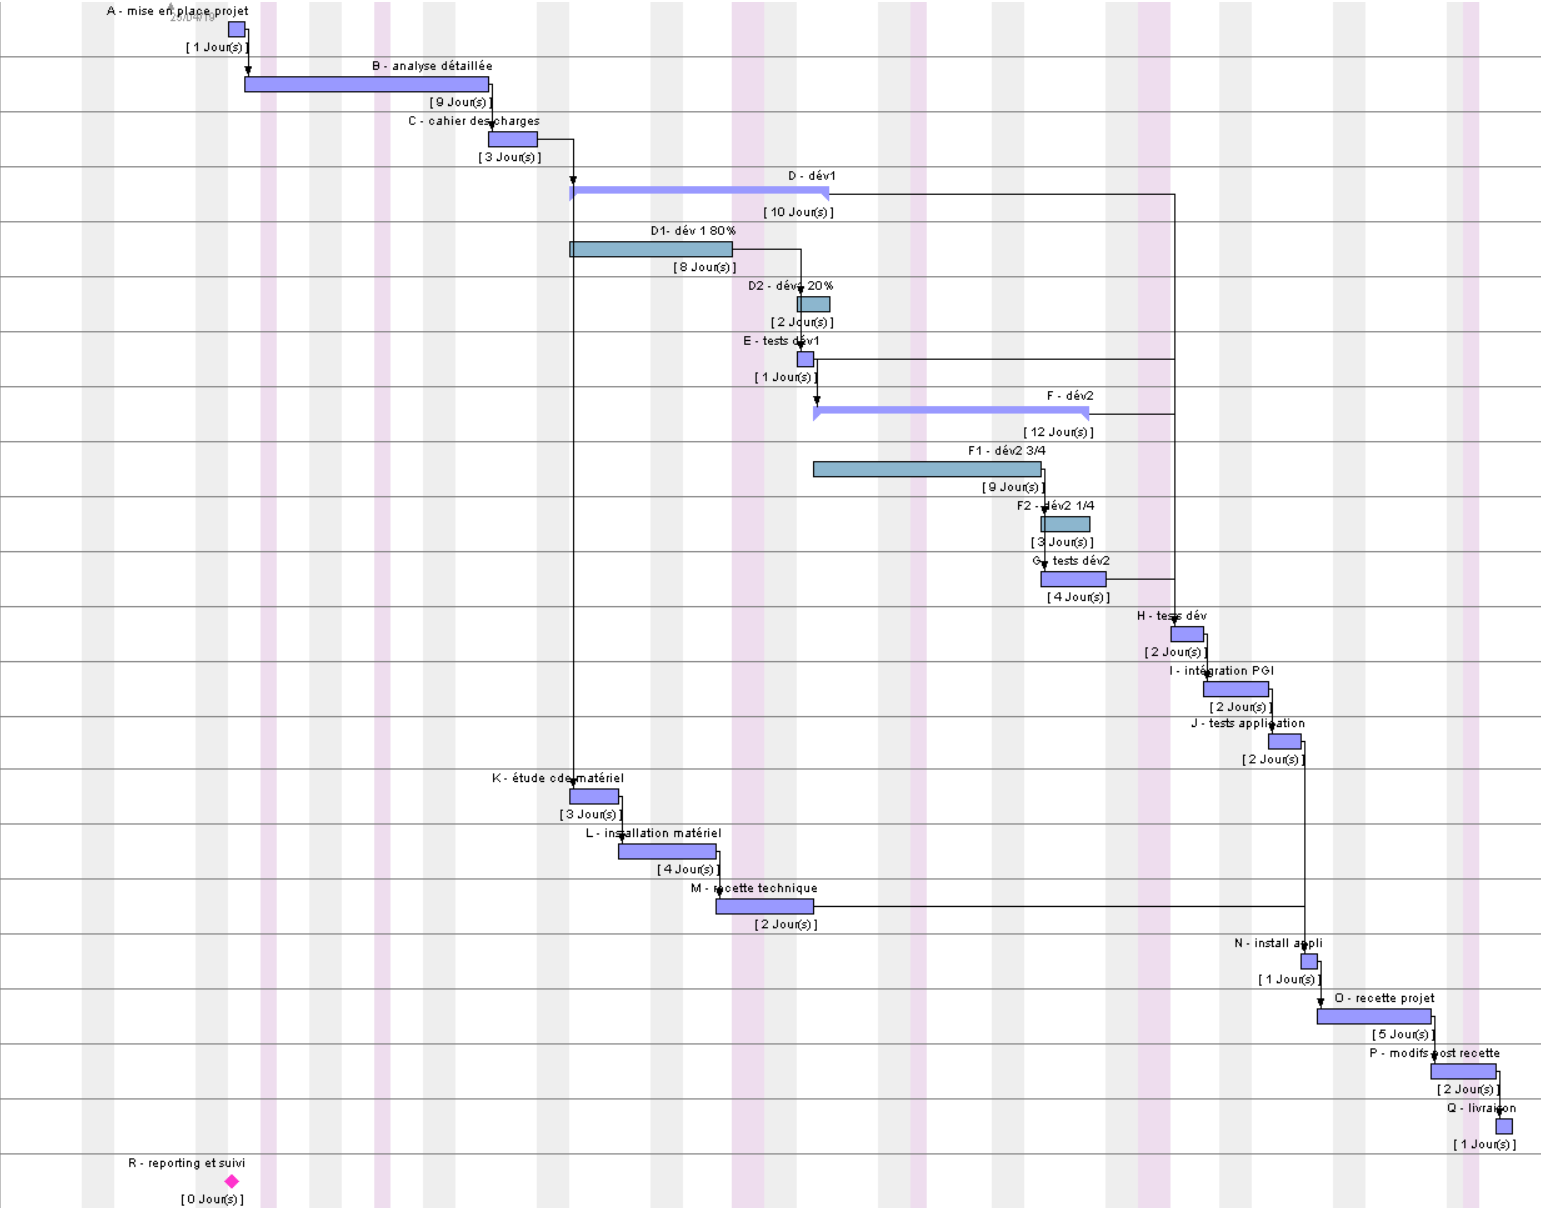 A - mise en place projet
25/04/19
[ 1 Jour(s) ]
B - analyse détaillée
[ 9 Jour(s) ]
C - cahier des charges
[ 3 Jour(s) ]
D - dév1
[ 10 Jour(s) ]
D1- dév 1 80%
[ 8 Jour(s) ]
D2 - dév1 20%
[ 2 Jour(s) ]
E - tests dév1
[ 1 Jour(s) ]
F - dév2
[ 12 Jour(s) ]
F1 - dév2 3/4
[ 9 Jour(s) ]
F2 - dév2 1/4
[ 3 Jour(s) ]
G - tests dév2
[ 4 Jour(s) ]
H - tests dév
[ 2 Jour(s) ]
I - intégration PGI
[ 2 Jour(s) ]
J - tests application
[ 2 Jour(s) ]
K - étude cde matériel
[ 3 Jour(s) ]
L - installation matériel
[ 4 Jour(s) ]
M - recette technique
[ 2 Jour(s) ]
N - install appli
[ 1 Jour(s) ]
O - recette projet
[ 5 Jour(s) ]
P - modifs post recette
[ 2 Jour(s) ]
Q - livraison
[ 1 Jour(s) ]
R - reporting et suivi
[ 0 Jour(s) ]